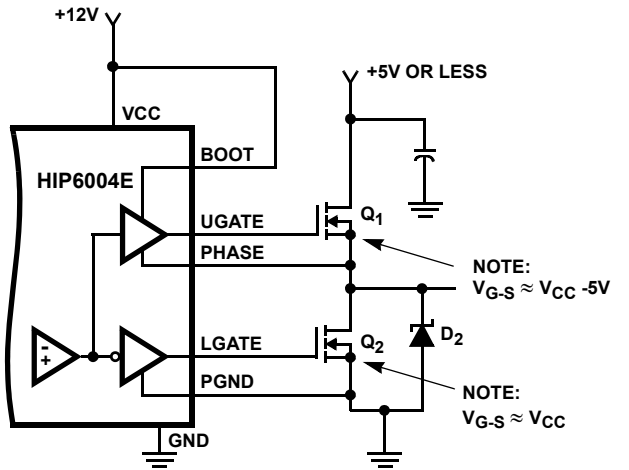 +12V
+5V OR LESS
VCC
BOOT
HIP6004E
UGATE
Q1
PHASE
NOTE:
VG-S ≈ VCC -5V
-
+
LGATE
Q2
D2
PGND
NOTE:
VG-S ≈ VCC
GND